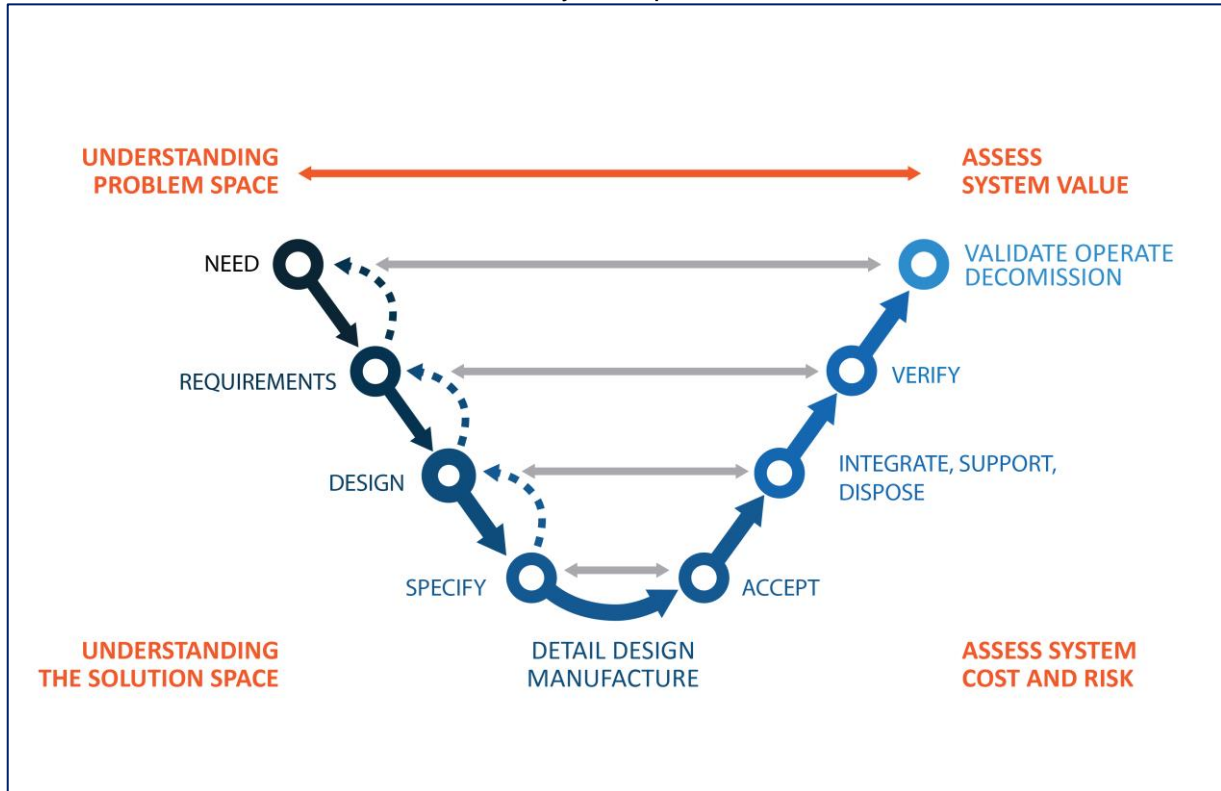 UNDERSTANDING
PROBLEM SPACE
ASSESS
SYSTEM VALUE
NEED
VALIDATE OPERATE
DECOMISSION
REQUIREMENTS
VERIFY
DESIGN
INTEGRATE, SUPPORT,
DISPOSE
SPECIFY
ACCEPT
UNDERSTANDING
THE SOLUTION SPACE
DETAIL DESIGN
MANUFACTURE
ASSESS SYSTEM
COST AND RISK